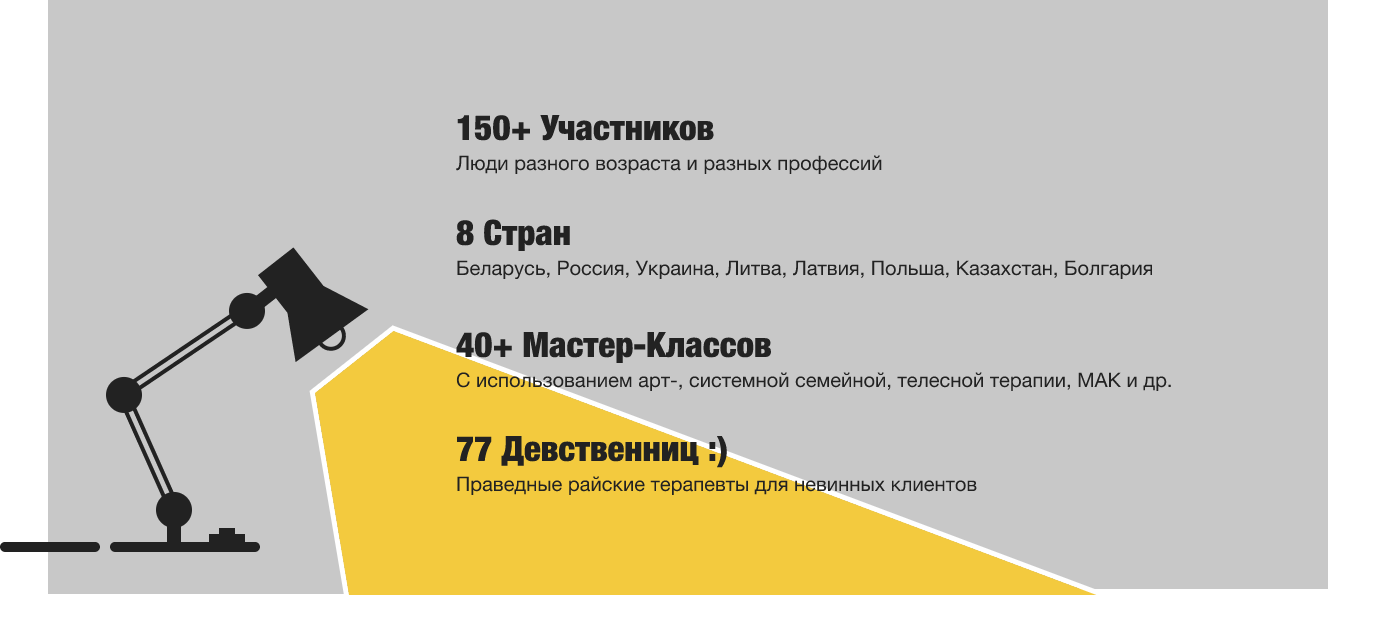 150+ Участников
Люди разного возраста и разных профессий
8 Стран
Беларусь, Россия, Украина, Литва, Латвия, Польша, Казахстан, Болгария
40+ Мастер-Классов
С использованием арт-, системной семейной, телесной терапии, МАК и др.
77 Девственниц :)
Праведные райские терапевты для невинных клиентов